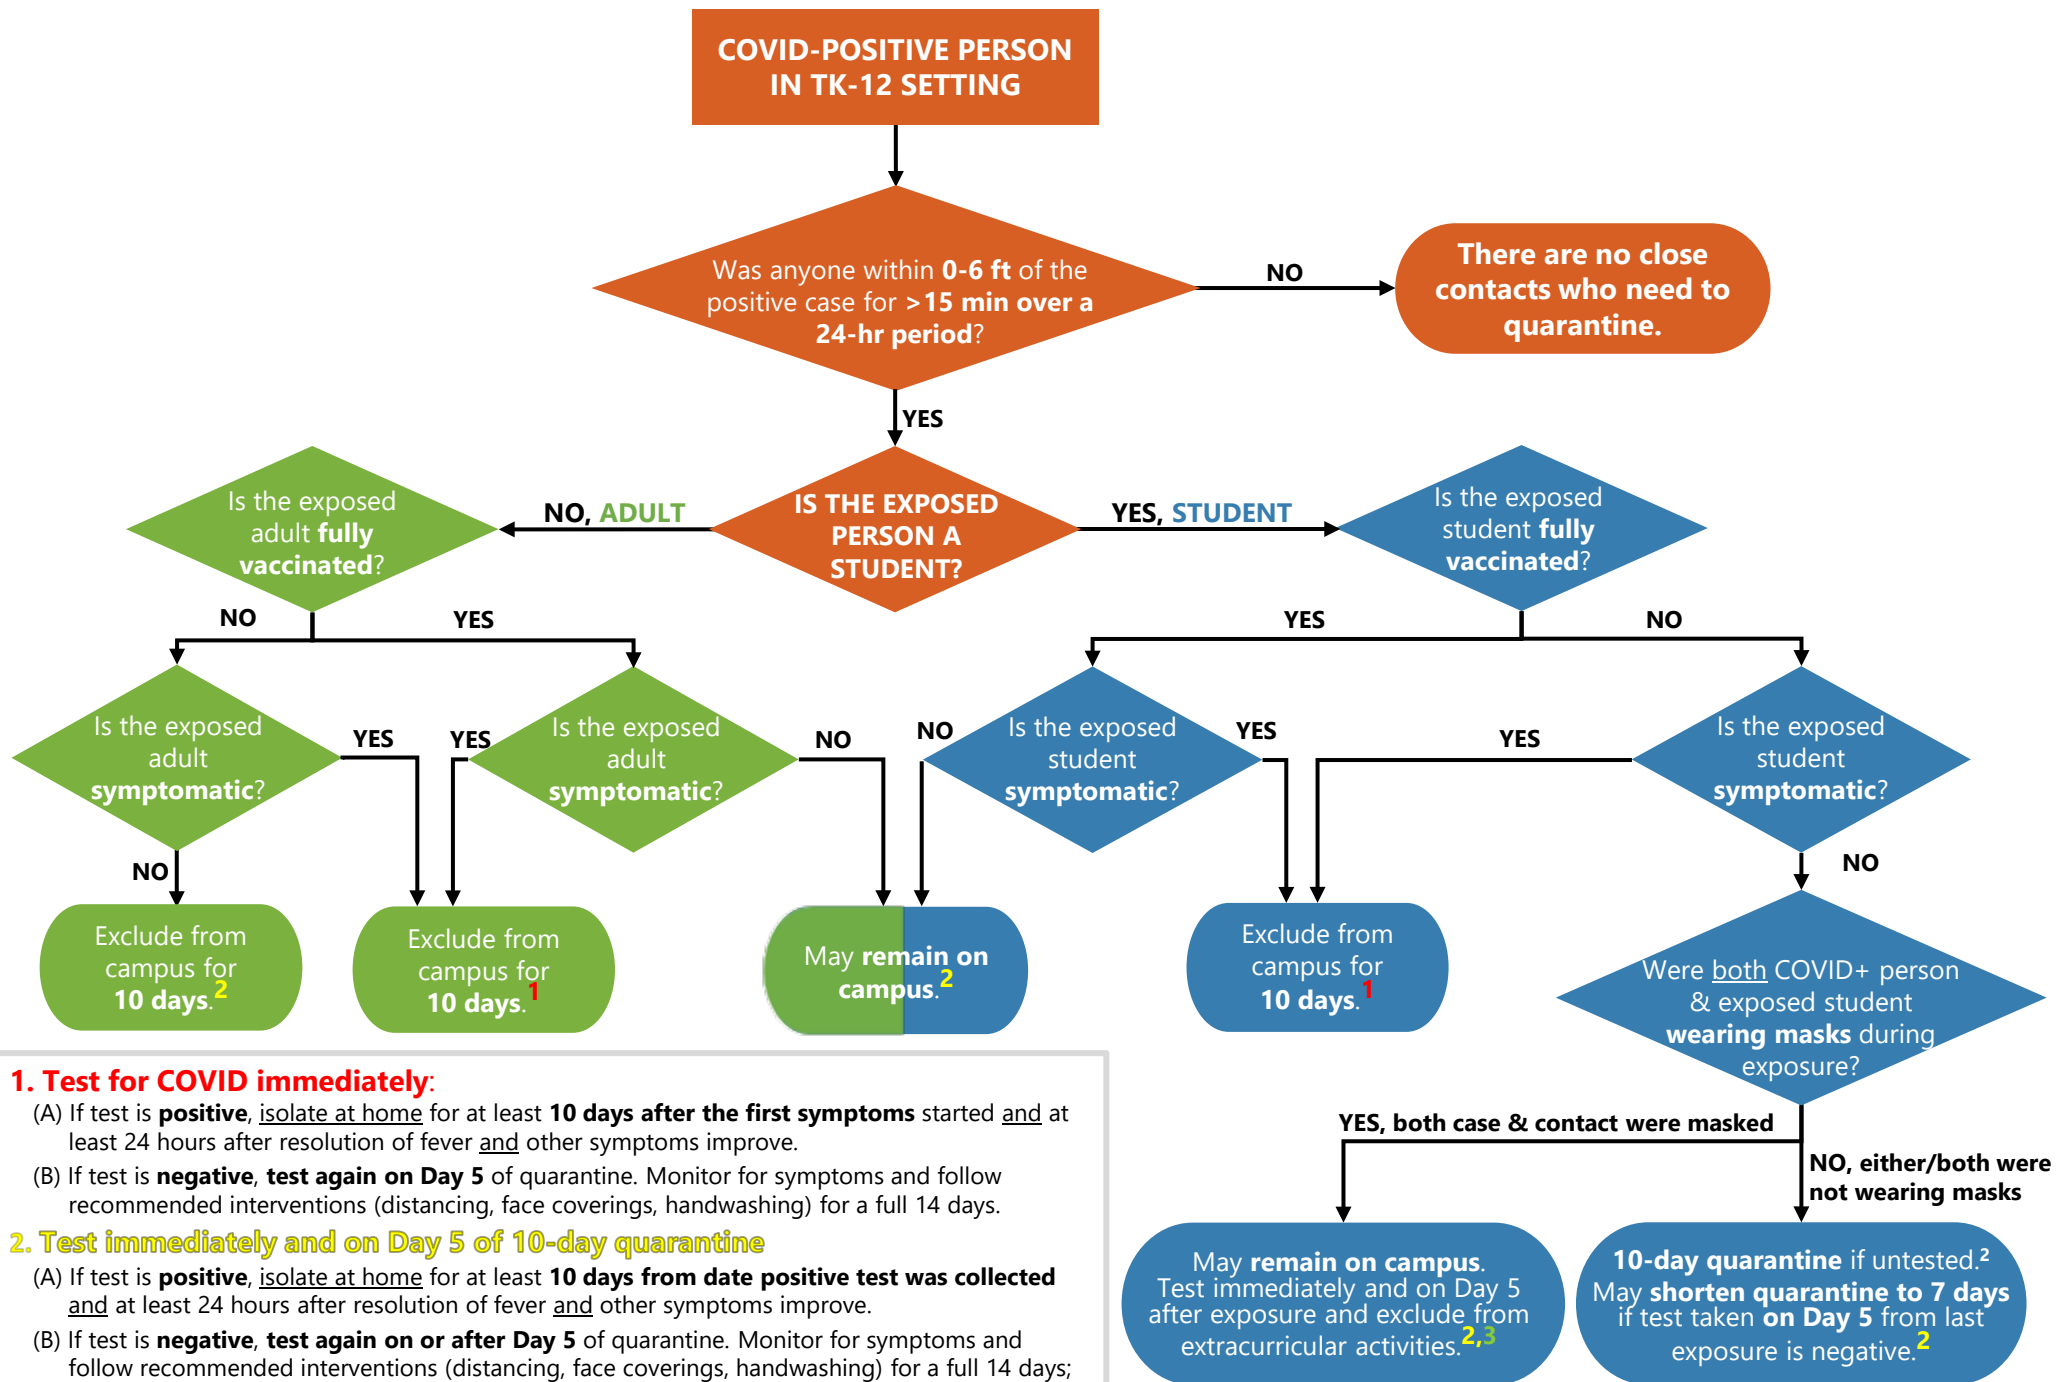 COVID-POSITIVE PERSON
IN TK-12 SETTING
Was anyone within 0-6 ft of the
positive case for >15 min over a
24-hr period?
NO
There are no close
contacts who need to
quarantine.
YES
Is the exposed
adult fully
vaccinated?
NO, ADULT
IS THE EXPOSED
PERSON A
STUDENT?
YES, STUDENT
Is the exposed
student fully
vaccinated?
NO
YES
YES
NO
Is the exposed
adult
symptomatic?
YES
YES
Is the exposed
adult
symptomatic?
NO
NO
Is the exposed
student
symptomatic?
YES
YES
Is the exposed
student
symptomatic?
NO
NO
Exclude from
campus for
10 days.2
Exclude from
campus for
10 days.1
May remain on
campus.2
Exclude from
campus for
10 days.1
Were both COVID+ person
& exposed student
wearing masks during
exposure?
YES, both case & contact were masked
NO, either/both were
not wearing masks
May remain on campus.
Test immediately and on Day 5
after exposure and exclude from
extracurricular activities.2,3
10-day quarantine if untested.2
May shorten quarantine to 7 days
if test taken on Day 5 from last
exposure is negative.2
1. Test for COVID immediately:
(A) If test is positive, isolate at home for at least 10 days after the first symptoms started and at
least 24 hours after resolution of fever and other symptoms improve.
(B) If test is negative, test again on Day 5 of quarantine. Monitor for symptoms and follow
recommended interventions (distancing, face coverings, handwashing) for a full 14 days.
2. Test immediately and on Day 5 of 10-day quarantine
(A) If test is positive, isolate at home for at least 10 days from date positive test was collected
and at least 24 hours after resolution of fever and other symptoms improve.
(B) If test is negative, test again on or after Day 5 of quarantine. Monitor for symptoms and
follow recommended interventions (distancing, face coverings, handwashing) for a full 14 days;